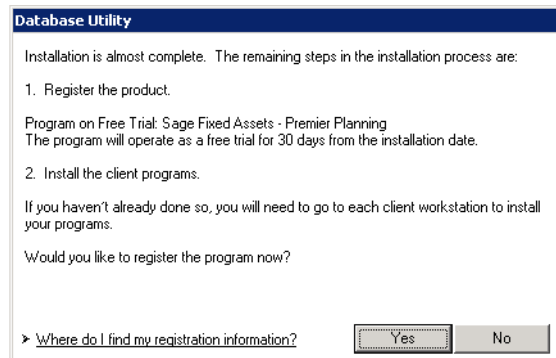 Database Utility
Installation is almost complete.  The remaining steps in the installation process are:
1.  Register the product.
Program on Free Trial: Sage Fixed Assets - Premier Planning
The program will operate as a free trial for 30 days from the installation date.
2.  Install the client programs.
If you haven't already done so, you will need to go to each client workstation to install
your programs.
Would you like to register the program now?
Where do I find my registration information?
Yes
No